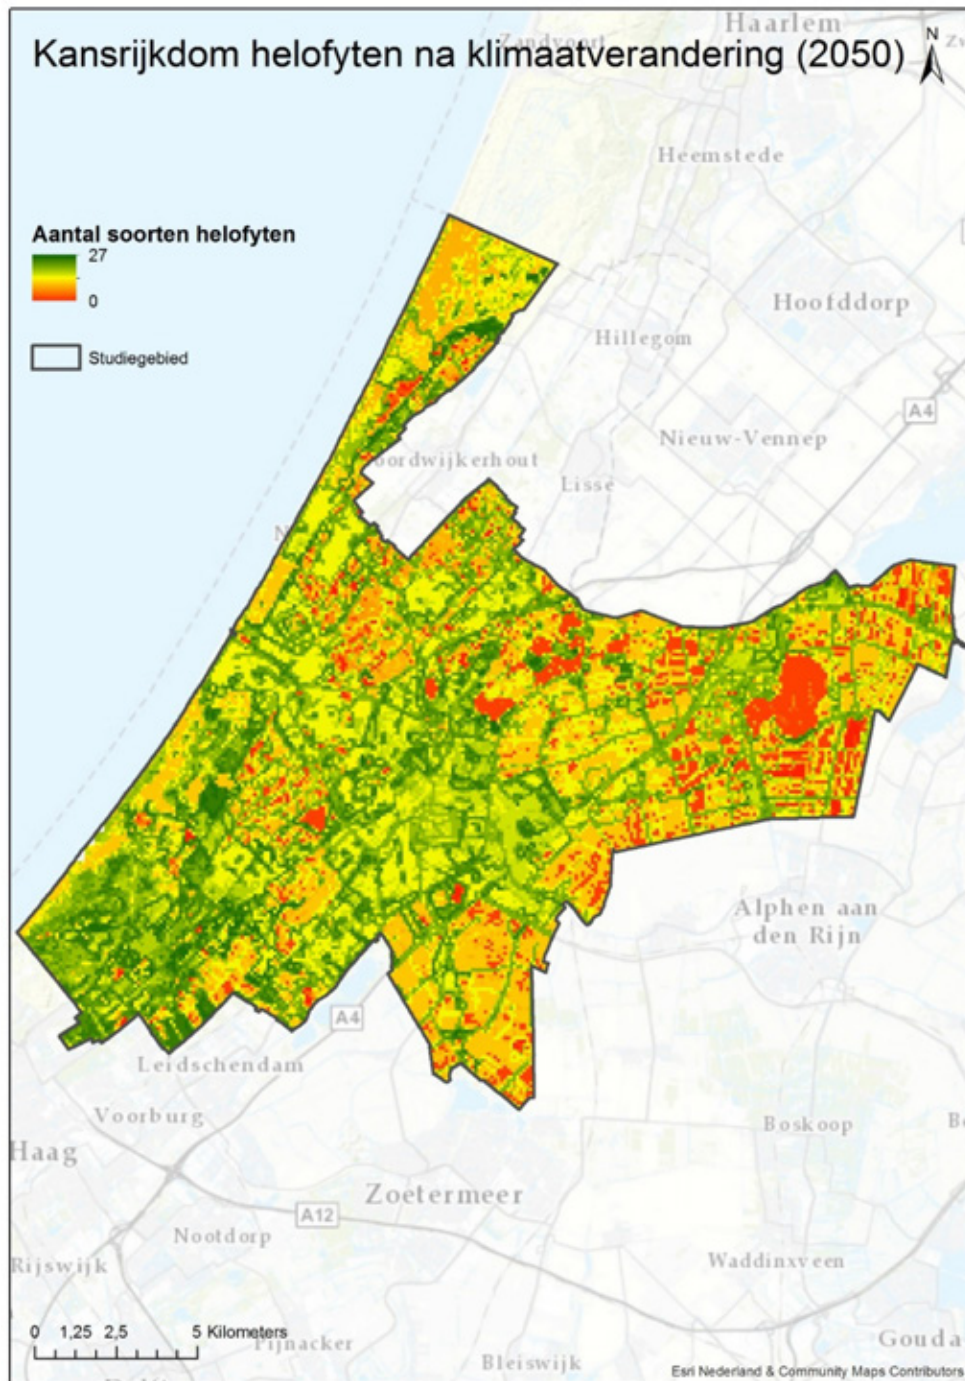 Haarlem
Zandvoort
Kansrijkdom helofyten na klimaatverandering (2050)
N
Heemstede
Aantal soorten helofyten
27
0
Hoofddorp
Hillegom
Studiegebied
A4
Nieuw-Vennep
oordwijkerhout
Lisse
N
Alphen aan
den Rijn
A4
Leidschendam
Voorburg
Boskoop
Haag
Zoetermeer
A12
Nootdorp
Rijswijk
Waddinxveen
0 1,25 2,5 5 Kilometers
Pijnacker
Gouda
Bleiswijk
Esri Nederland & Community Maps Contributors